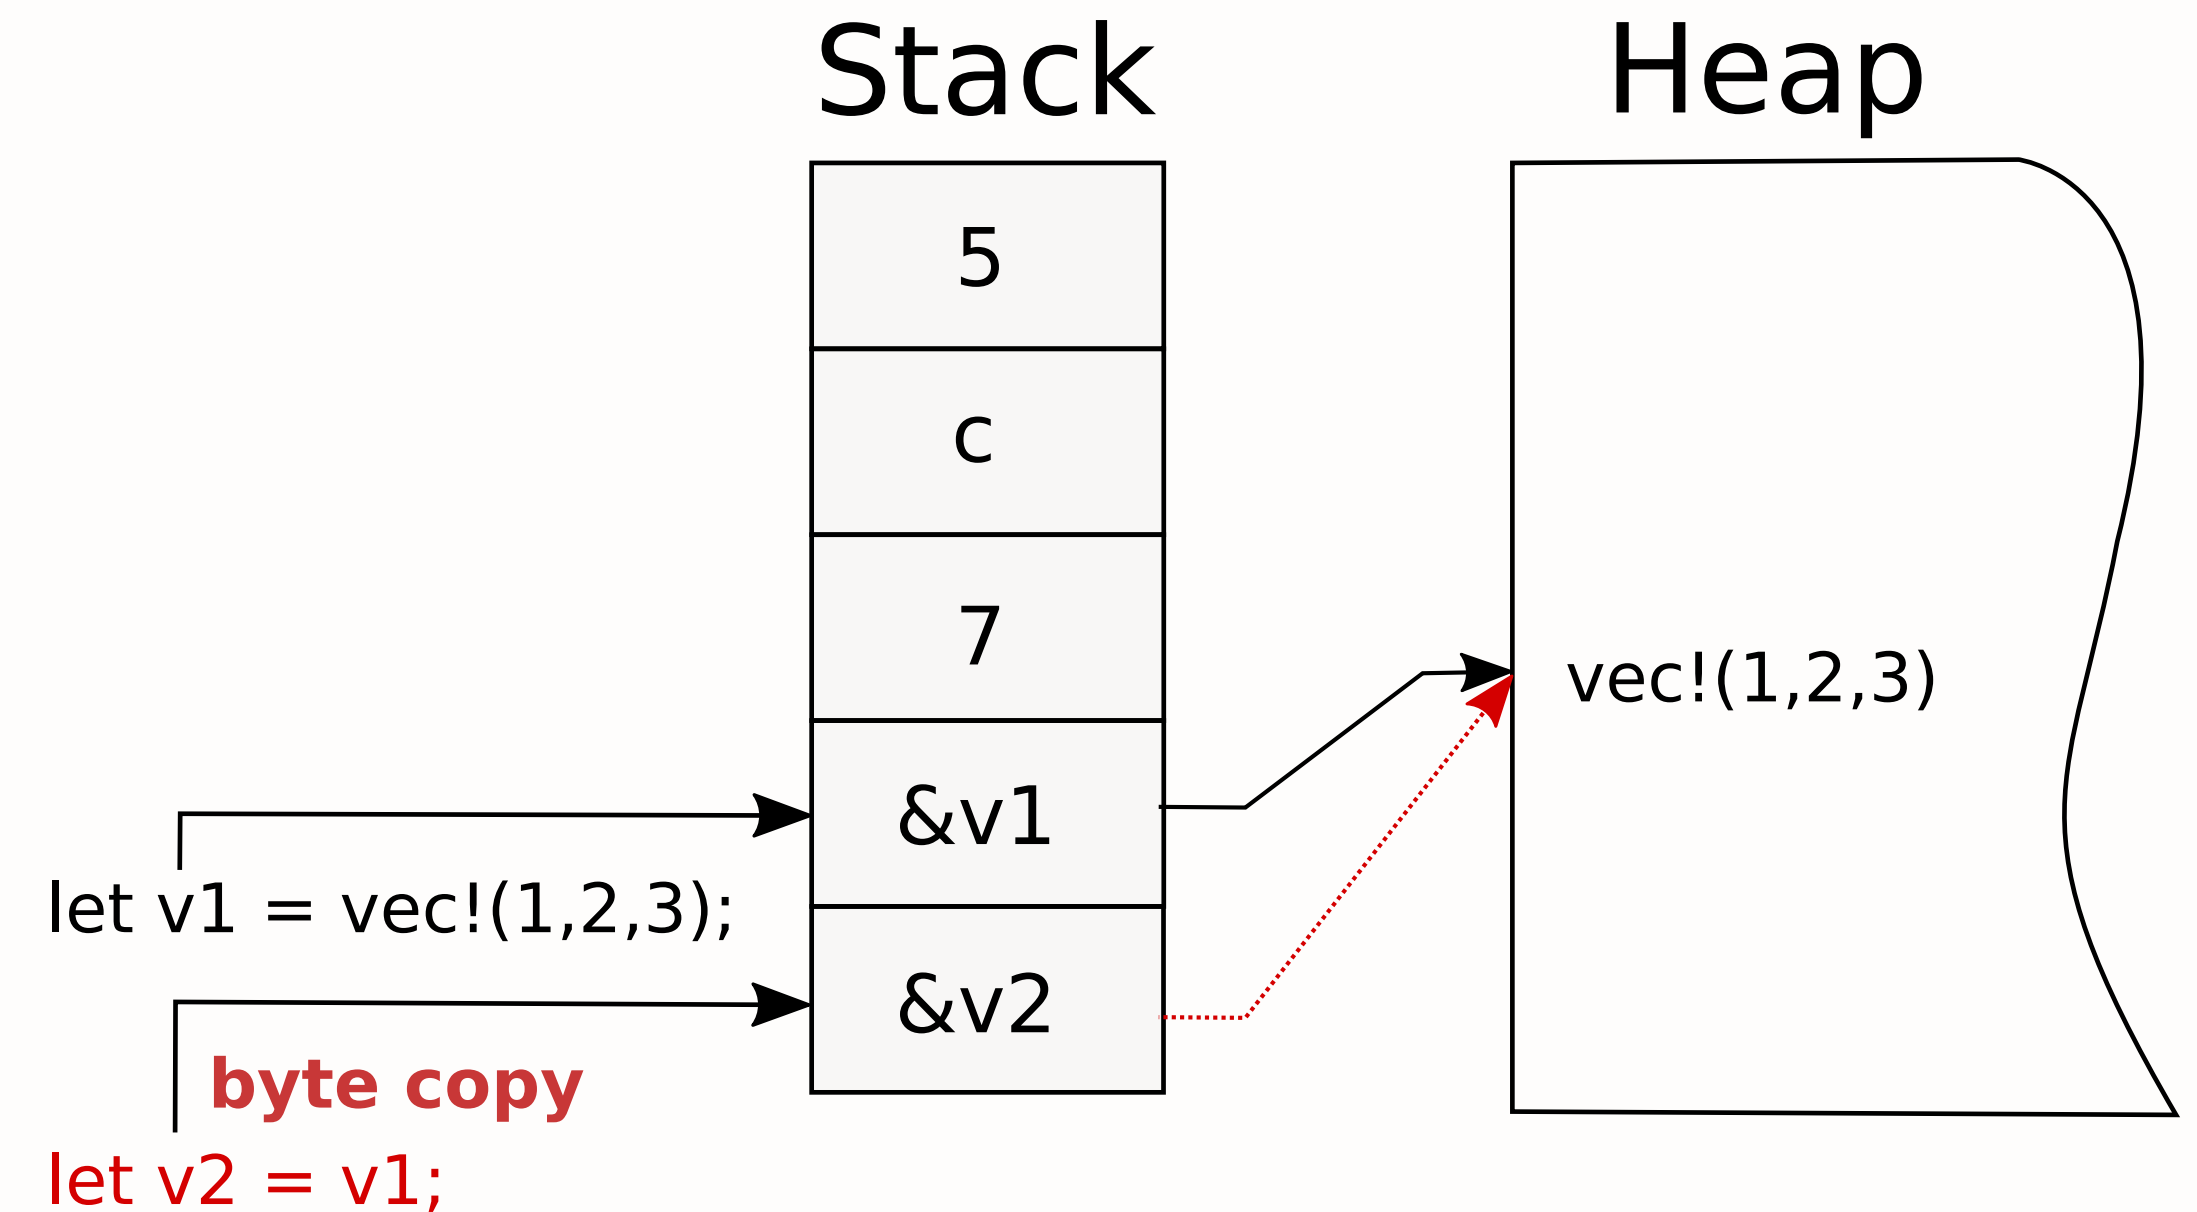 Stack
Heap
5
c
7
&v1
&v2
vec!(1,2,3)
let v1 = vec!(1,2,3);
byte copy
let v2 = v1;